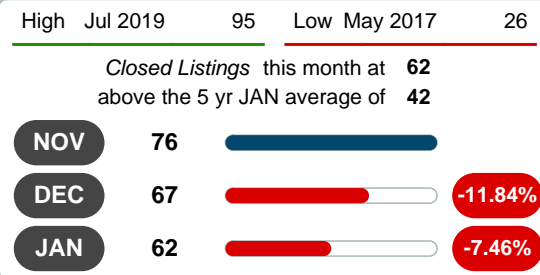 High Jul 2019 95 Low May 2017 26
Closed Listings this month at 62
above the 5 yr JAN average of 42
NOV 76
DEC 67 -11.84%
JAN 62 -7.46%